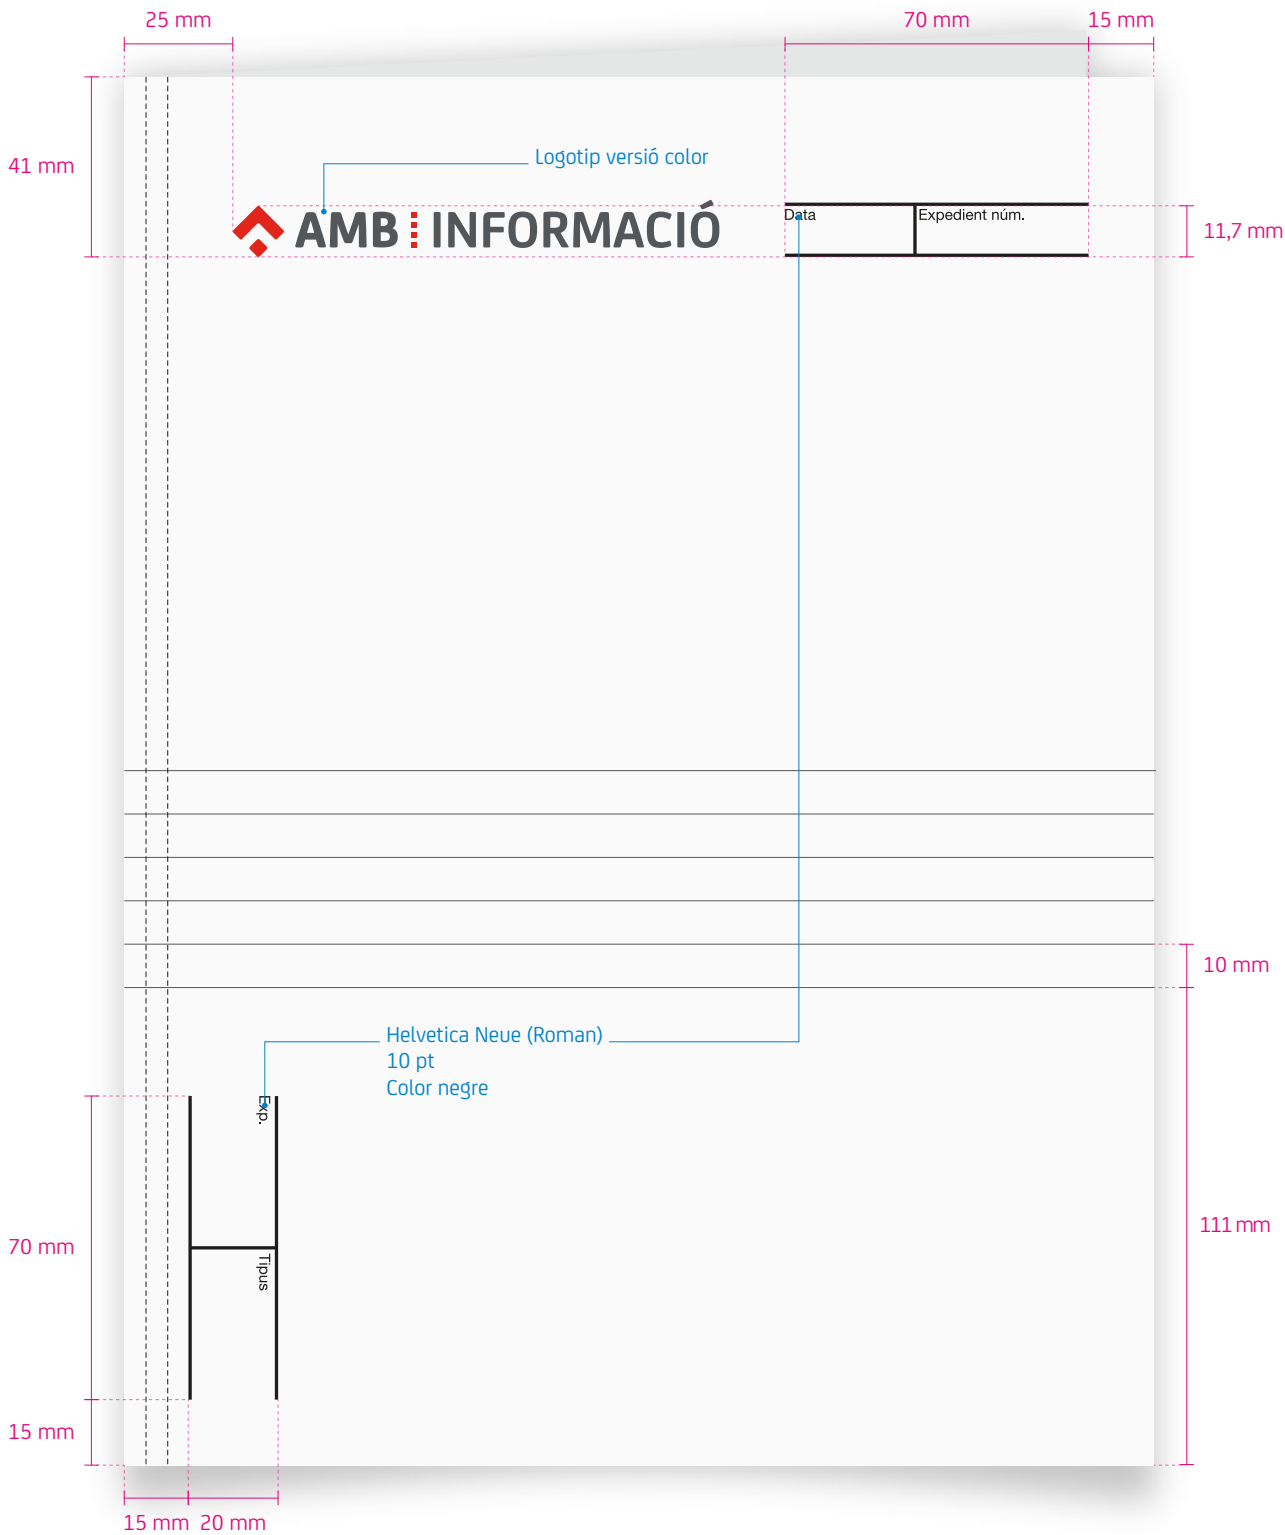 25 mm
70 mm
15 mm
41 mm
Logotip versió color
AMB INFORMACIÓ
Data
Expedient núm.
11,7 mm
10 mm
Helvetica Neue (Roman)
10 pt
Color negre
Exp.
Tipus
70 mm
111 mm
15 mm
15 mm
20 mm